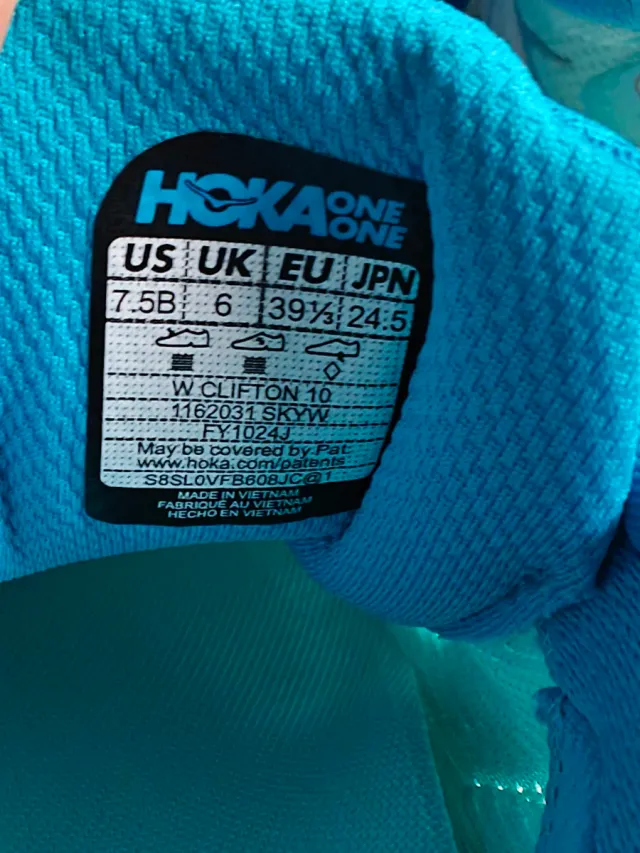 HOKA ONE ONE
US UK EU JPN
7.5B 6 39⅓ 24.5
W CLIFTON 10
1162031 SKYW
FY1024J
May be covered by Pat.
www.hoka.com/patents
S8SL0VFB608JC@1
MADE IN VIETNAM
FABRIQUÉ AU VIETNAM
HECHO EN VIETNAM